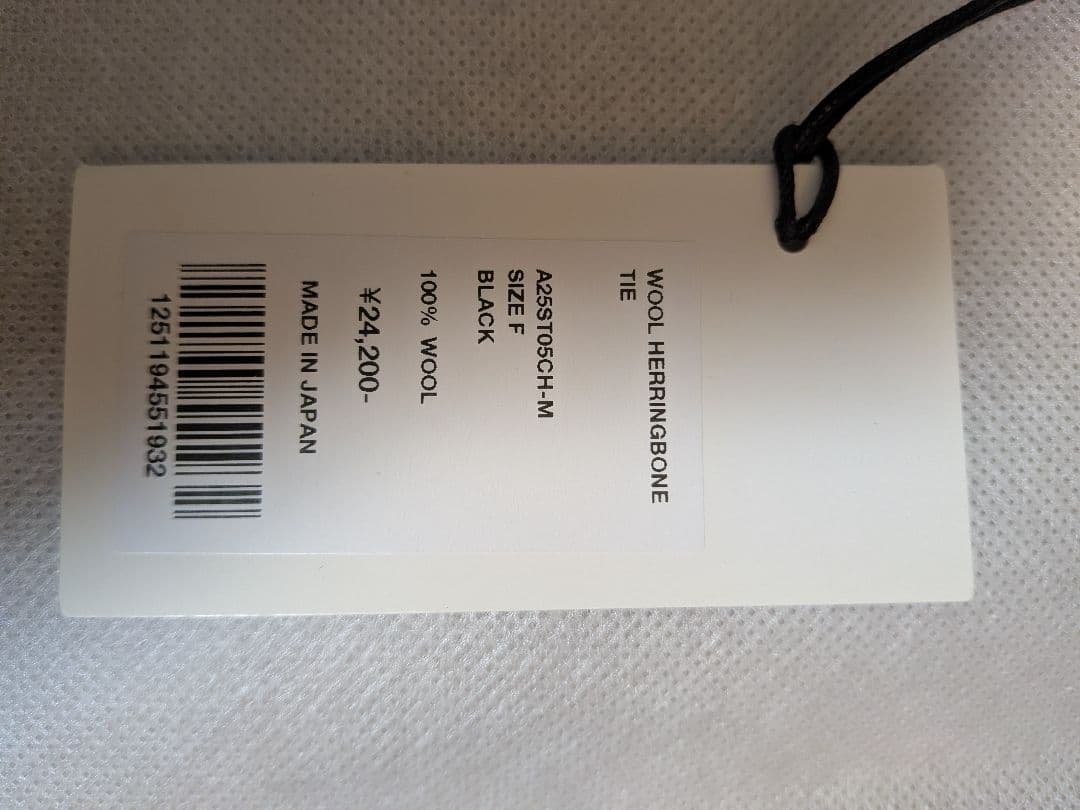 WOOL HERRINGBONE
TIE
A25ST05CH-M
SIZE F
BLACK
100% WOOL
¥24,200-
MADE IN JAPAN
1251194551932